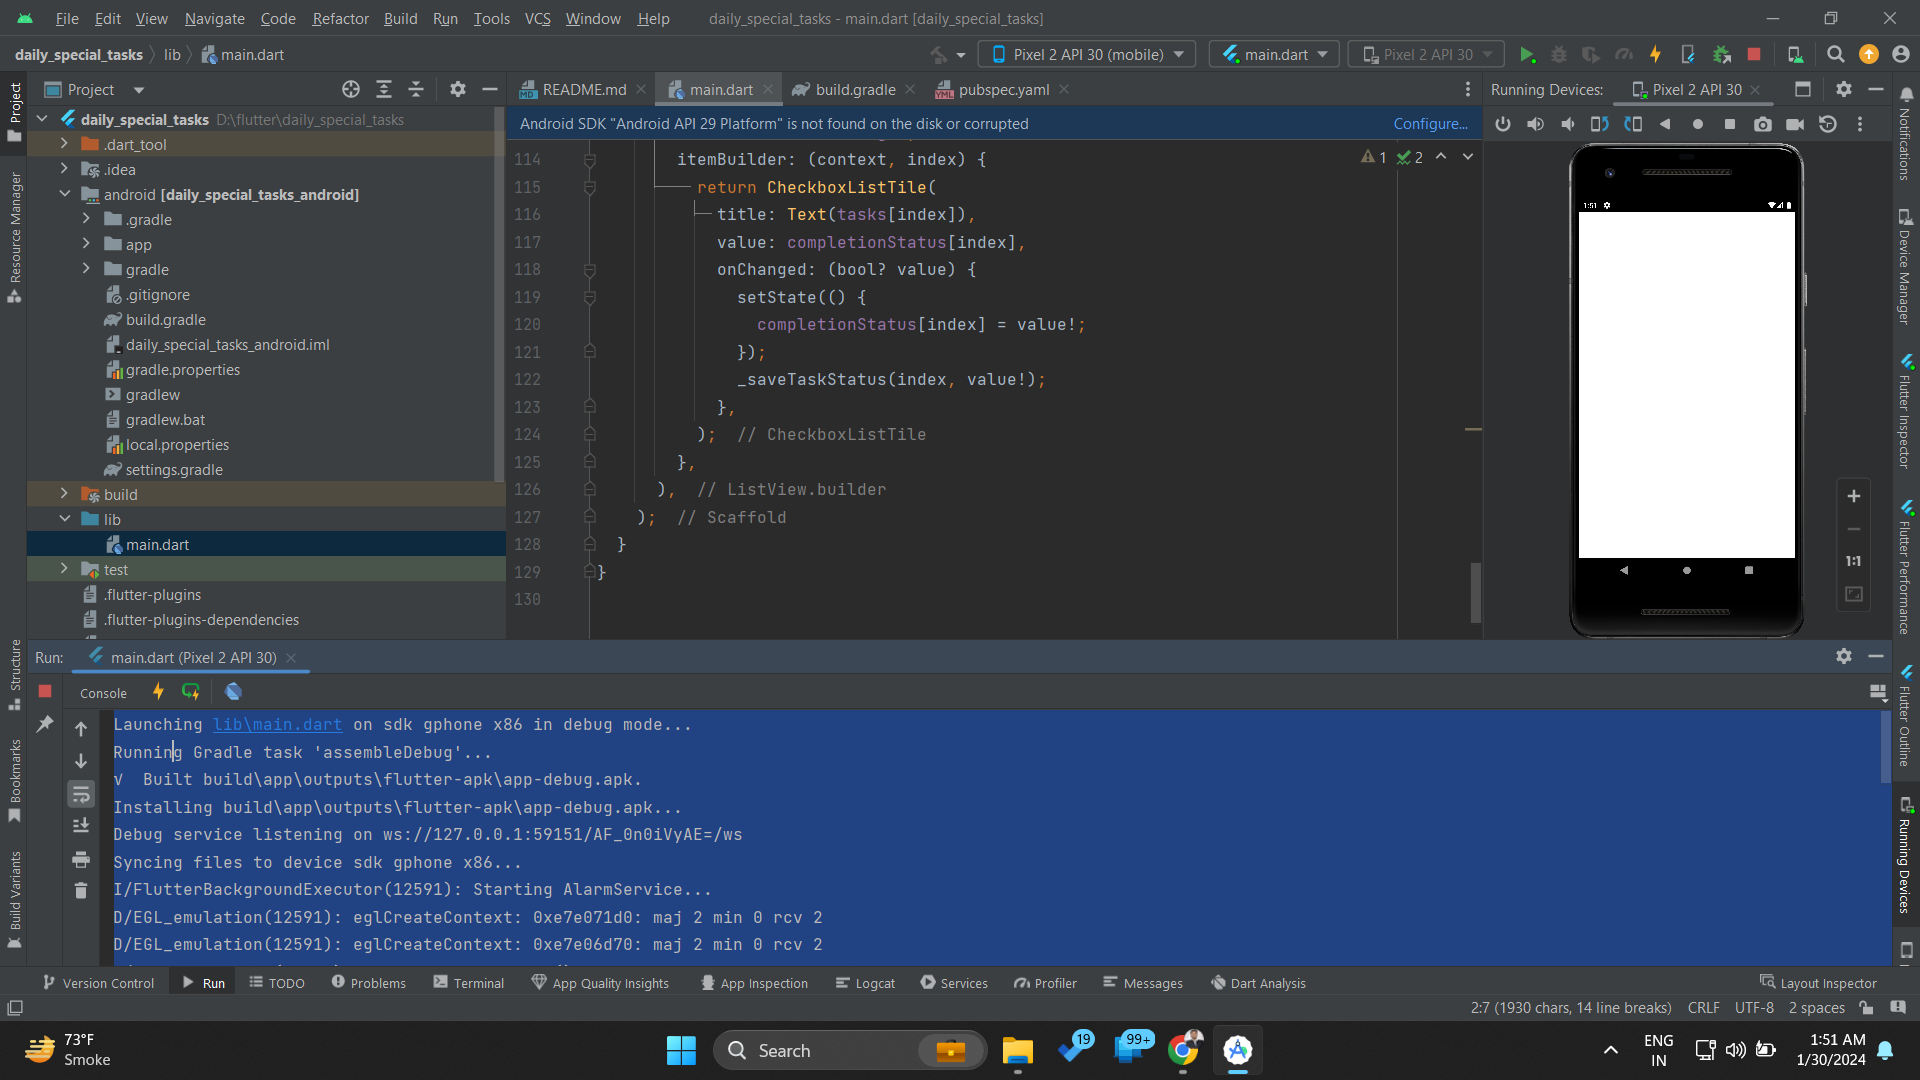 File Edit View Navigate Code Refactor Build Run Tools VCS Window Help daily_special_tasks - main.dart [daily_special_tasks]
daily_special_tasks lib main.dart Pixel 2 API 30 (mobile) main.dart Pixel 2 API 30
Project README.md main.dart build.gradle pubspec.yaml Running Devices: Pixel 2 API 30
Android SDK "Android API 29 Platform" is not found on the disk or corrupted Configure...
daily_special_tasks D:\flutter\daily_special_tasks
.dart_tool
.idea
android [daily_special_tasks_android]
.gradle
app
gradle
.gitignore
build.gradle
daily_special_tasks_android.iml
gradle.properties
gradlew
gradlew.bat
local.properties
settings.gradle
build
lib
main.dart
test
.flutter-plugins
.flutter-plugins-dependencies
114 itemBuilder: (context, index) {
115 return CheckboxListTile(
116 title: Text(tasks[index]),
117 value: completionStatus[index],
118 onChanged: (bool? value) {
119 setState(() {
120 completionStatus[index] = value!;
121 });
122 _saveTaskStatus(index, value!);
123 },
124 ); // CheckboxListTile
125 },
126 ), // ListView.builder
127 ); // Scaffold
128 }
129 }
130
1 2
1:51
1:1
Project
Resource Manager
Structure
Bookmarks
Build Variants
Notifications
Device Manager
Flutter Inspector
Flutter Performance
Flutter Outline
Running Devices
Run: main.dart (Pixel 2 API 30)
Console
Launching lib\main.dart on sdk gphone x86 in debug mode...
Running Gradle task 'assembleDebug'...
√ Built build\app\outputs\flutter-apk\app-debug.apk.
Installing build\app\outputs\flutter-apk\app-debug.apk...
Debug service listening on ws://127.0.0.1:59151/AF_0n0iVyAE=/ws
Syncing files to device sdk gphone x86...
I/FlutterBackgroundExecutor(12591): Starting AlarmService...
D/EGL_emulation(12591): eglCreateContext: 0xe7e071d0: maj 2 min 0 rcv 2
D/EGL_emulation(12591): eglCreateContext: 0xe7e06d70: maj 2 min 0 rcv 2
Version Control Run TODO Problems Terminal App Quality Insights App Inspection Logcat Services Profiler Messages Dart Analysis Layout Inspector
2:7 (1930 chars, 14 line breaks) CRLF UTF-8 2 spaces
73°F
Smoke
Search
19
99+
ENG
IN
1:51 AM
1/30/2024